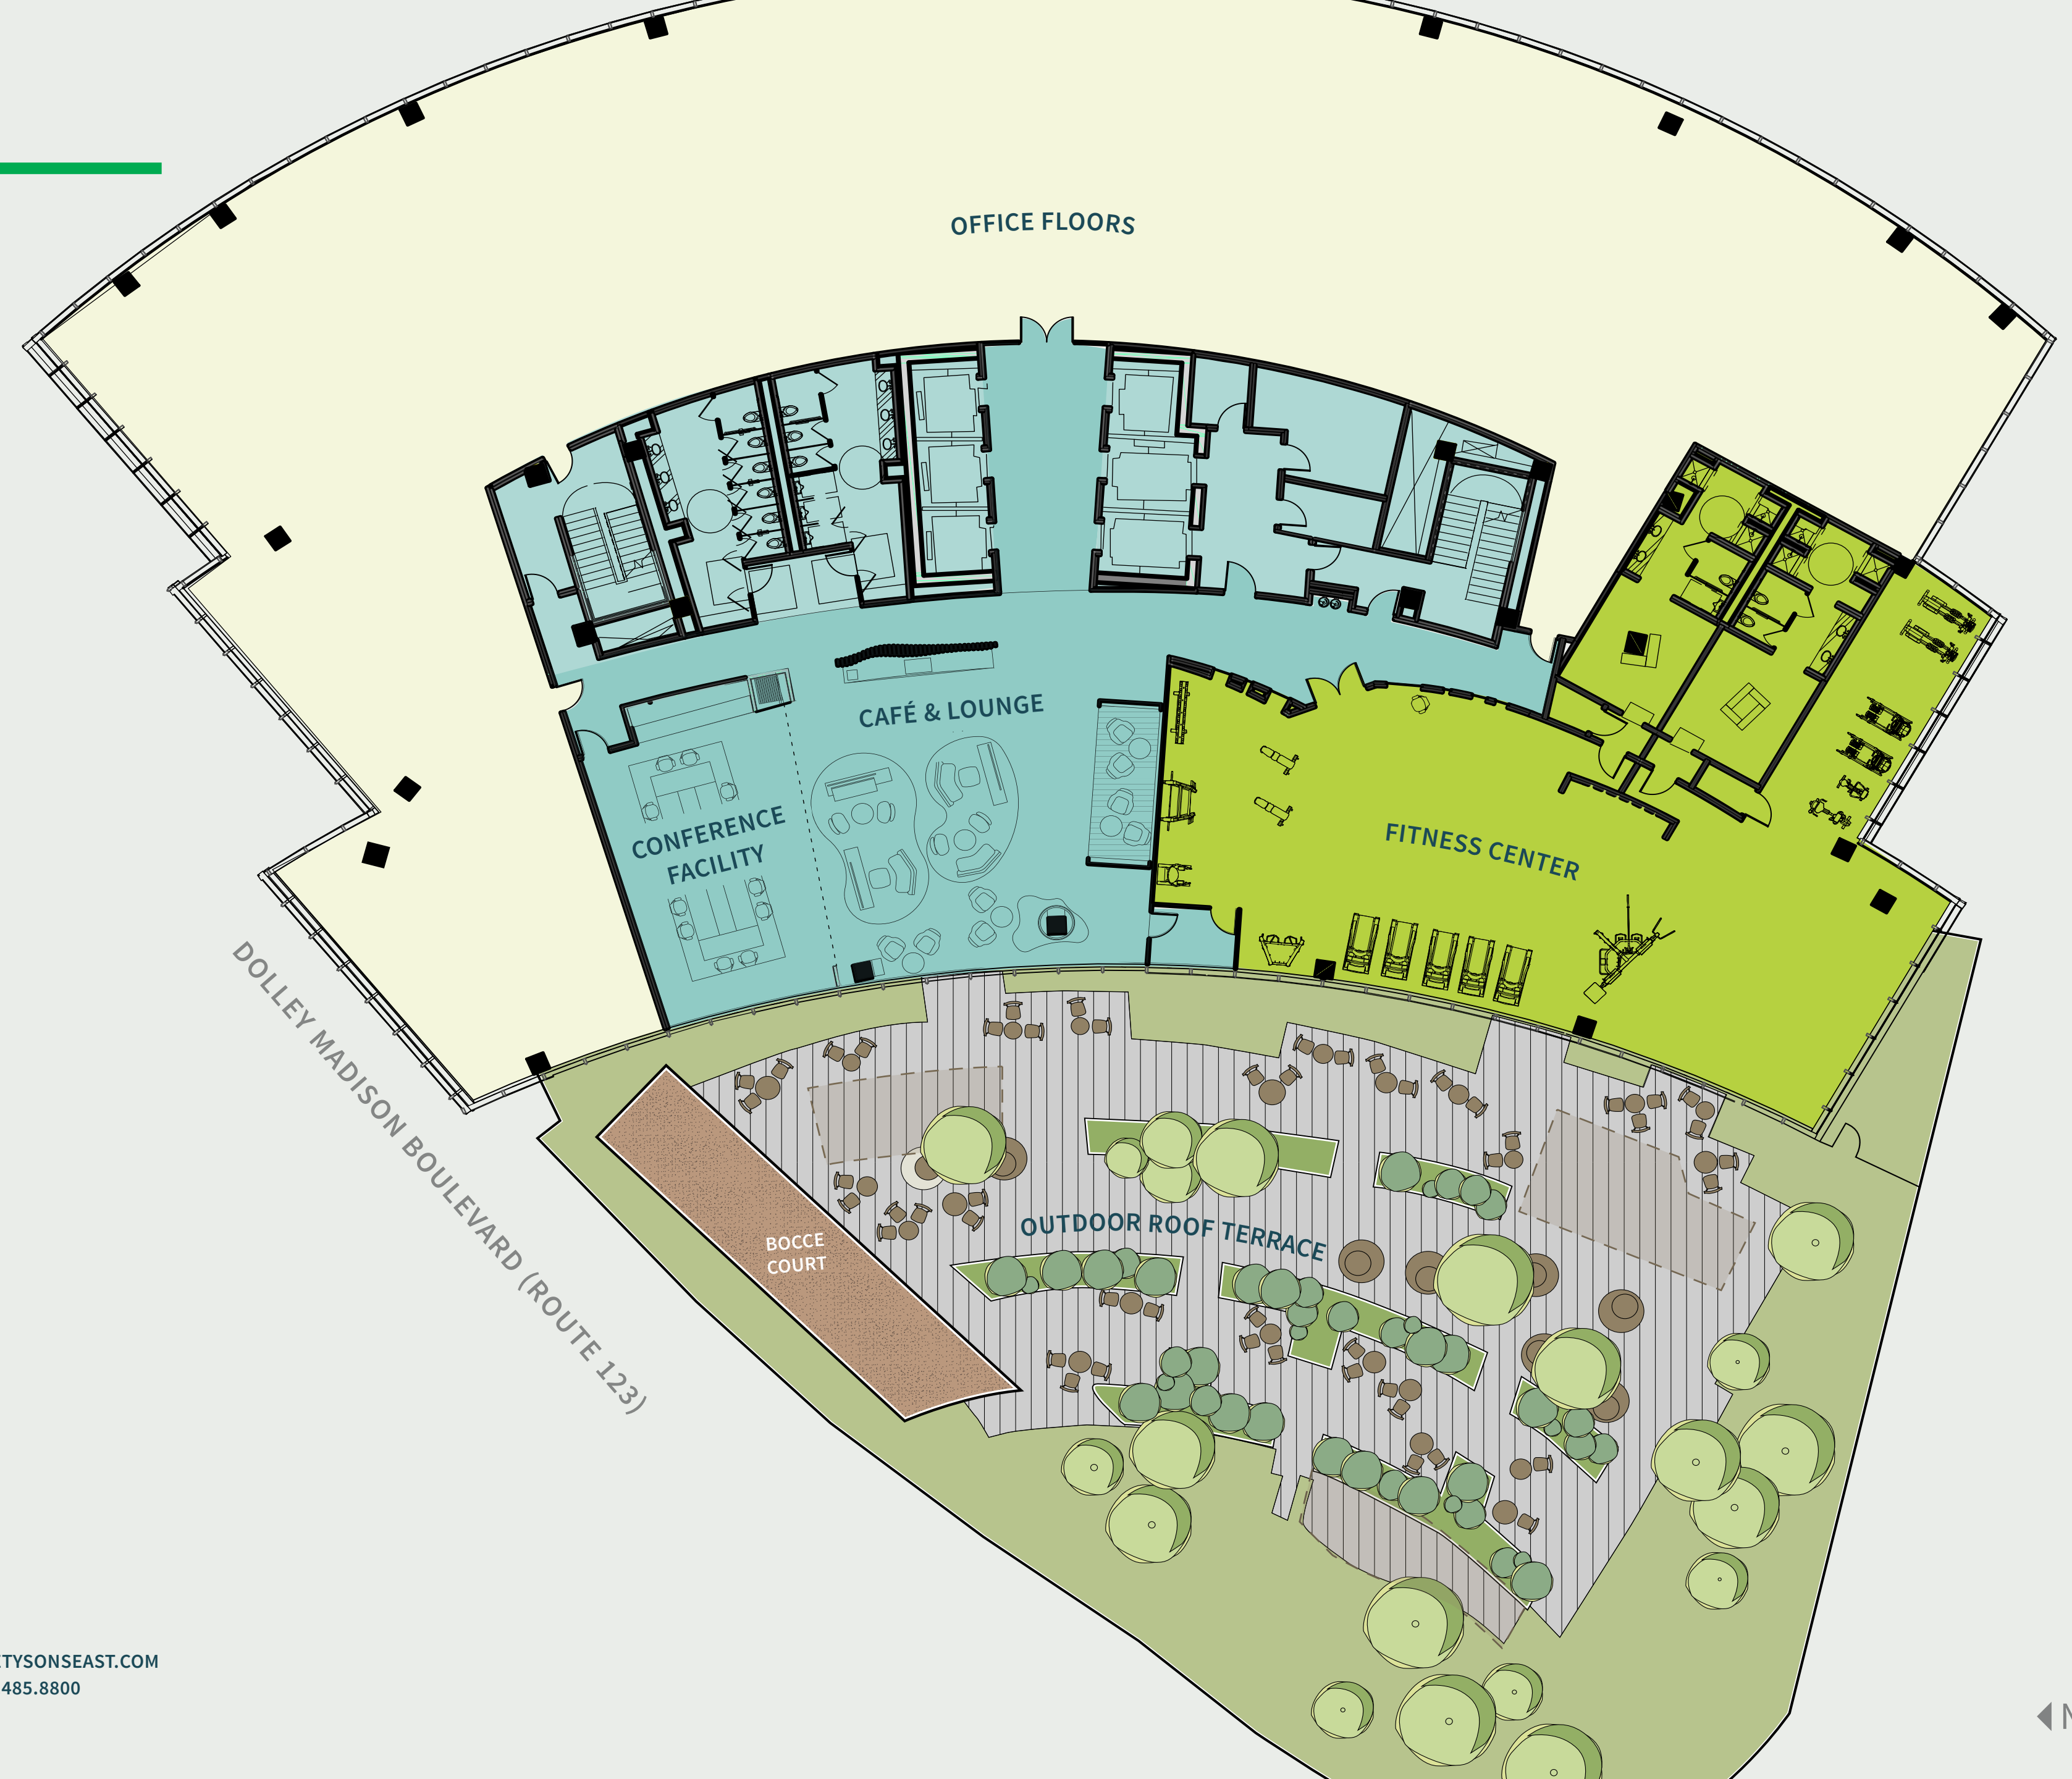 OFFICE FLOORS
CAFÉ & LOUNGE
CONFERENCE
FACILITY
FITNESS CENTER
DOLLEY MADISON BOULEVARD (ROUTE 123)
OUTDOOR ROOF TERRACE
BOCCE
COURT
ETYSONSEAST.COM
485.8800
N